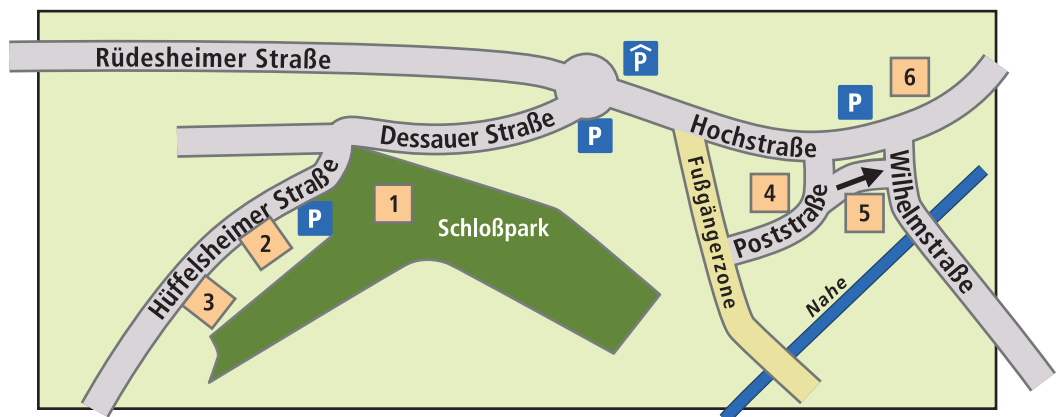 Rüdesheimer Straße
P
6
P
Dessauer Straße
P
Hochstraße
Fußgängerzone
4
Poststraße
5
Wilhelmstraße
Hüffelsheimer Straße
1
P
2
Schloßpark
3
Nahe